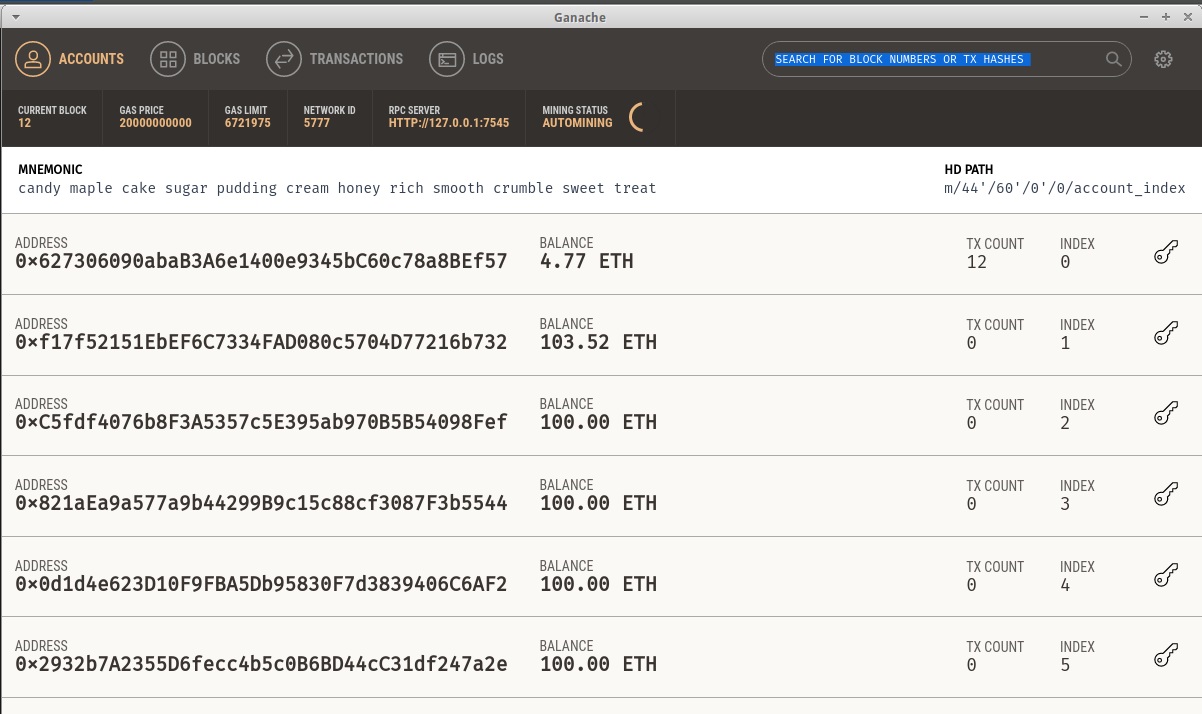 Ganache
ACCOUNTS BLOCKS TRANSACTIONS LOGS SEARCH FOR BLOCK NUMBERS OR TX HASHES
CURRENT BLOCK GAS PRICE GAS LIMIT NETWORK ID RPC SERVER MINING STATUS
12 20000000000 6721975 5777 HTTP://127.0.0.1:7545 AUTOMINING
MNEMONIC HD PATH
candy maple cake sugar pudding cream honey rich smooth crumble sweet treat m/44'/60'/0'/0/account_index
ADDRESS BALANCE TX COUNT INDEX
0×627306090abaB3A6e1400e9345bC60c78a8BEf57 4.77 ETH 12 0
ADDRESS BALANCE TX COUNT INDEX
0×f17f52151EbEF6C7334FAD080c5704D77216b732 103.52 ETH 0 1
ADDRESS BALANCE TX COUNT INDEX
0×C5fdf4076b8F3A5357c5E395ab970B5B54098Fef 100.00 ETH 0 2
ADDRESS BALANCE TX COUNT INDEX
0×821aEa9a577a9b44299B9c15c88cf3087F3b5544 100.00 ETH 0 3
ADDRESS BALANCE TX COUNT INDEX
0×0d1d4e623D10F9FBA5Db95830F7d3839406C6AF2 100.00 ETH 0 4
ADDRESS BALANCE TX COUNT INDEX
0×2932b7A2355D6fecc4b5c0B6BD44cC31df247a2e 100.00 ETH 0 5